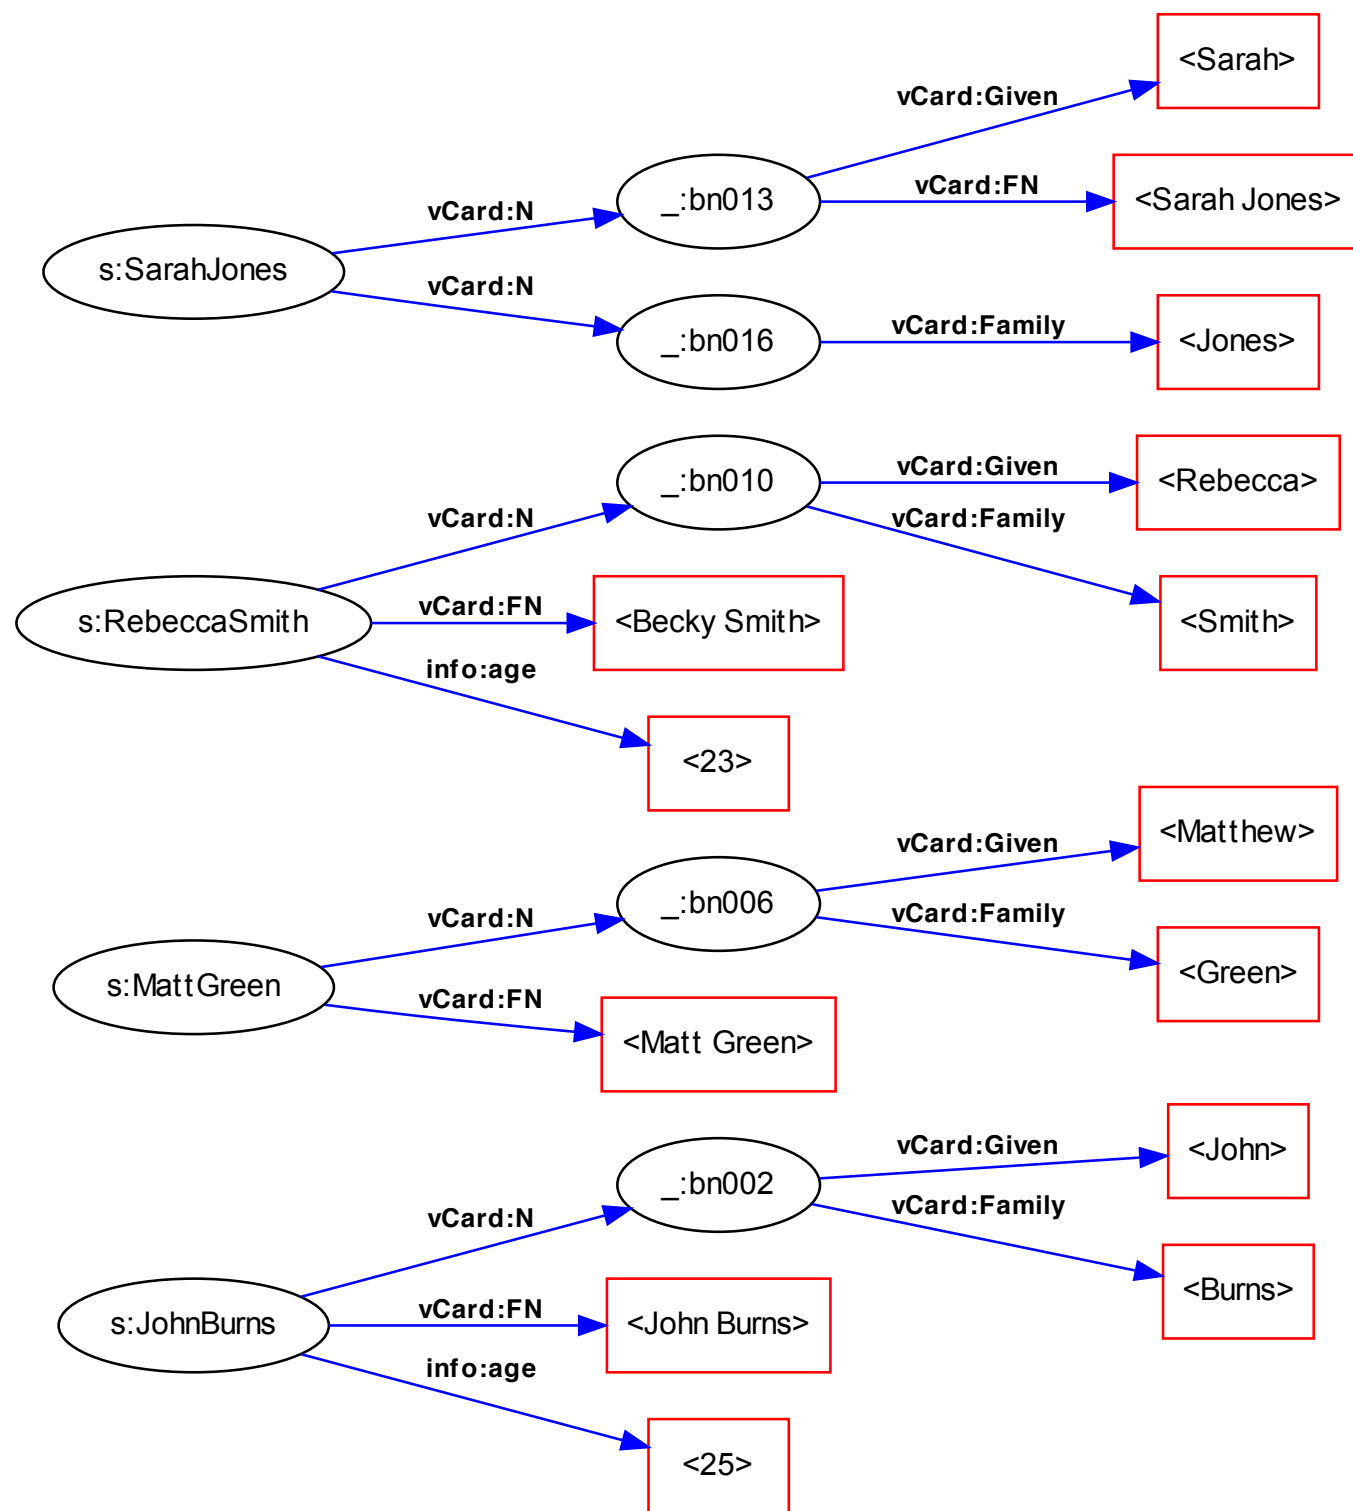 <Sarah>
vCard:Given
vCard:FN
_:bn013
<Sarah Jones>
vCard:N
s:SarahJones
vCard:N
_:bn016
vCard:Family
<Jones>
_:bn010
vCard:Given
<Rebecca>
vCard:N
vCard:Family
s:RebeccaSmith
vCard:FN
<Becky Smith>
<Smith>
info:age
<23>
vCard:Given
<Matthew>
_:bn006
vCard:N
vCard:Family
s:MattGreen
<Green>
vCard:FN
<Matt Green>
vCard:Given
<John>
_:bn002
vCard:N
vCard:Family
<Burns>
s:JohnBurns
vCard:FN
<John Burns>
info:age
<25>